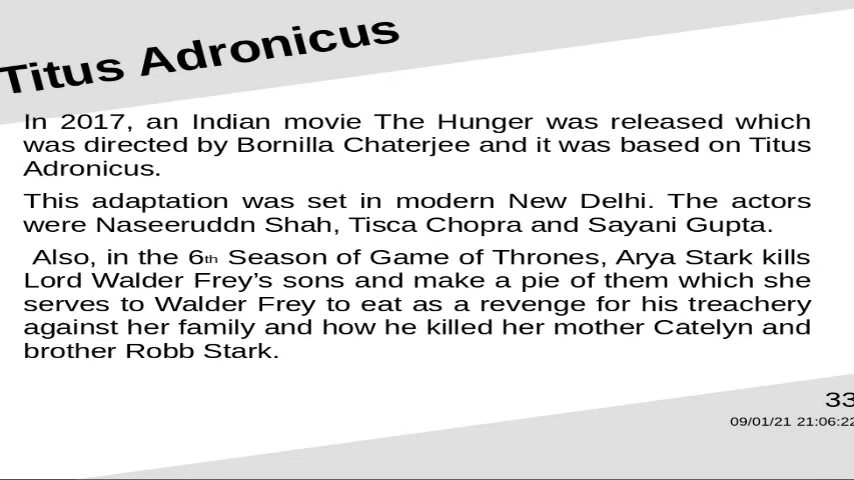 Titus Adronicus
In 2017, an Indian movie The Hunger was released which
was directed by Bornilla Chaterjee and it was based on Titus
Adronicus.
This adaptation was set in modern New Delhi. The actors
were Naseeruddn Shah, Tisca Chopra and Sayani Gupta.
Also, in the 6th Season of Game of Thrones, Arya Stark kills
Lord Walder Frey’s sons and make a pie of them which she
serves to Walder Frey to eat as a revenge for his treachery
against her family and how he killed her mother Catelyn and
brother Robb Stark.
33
09/01/21 21:06:22